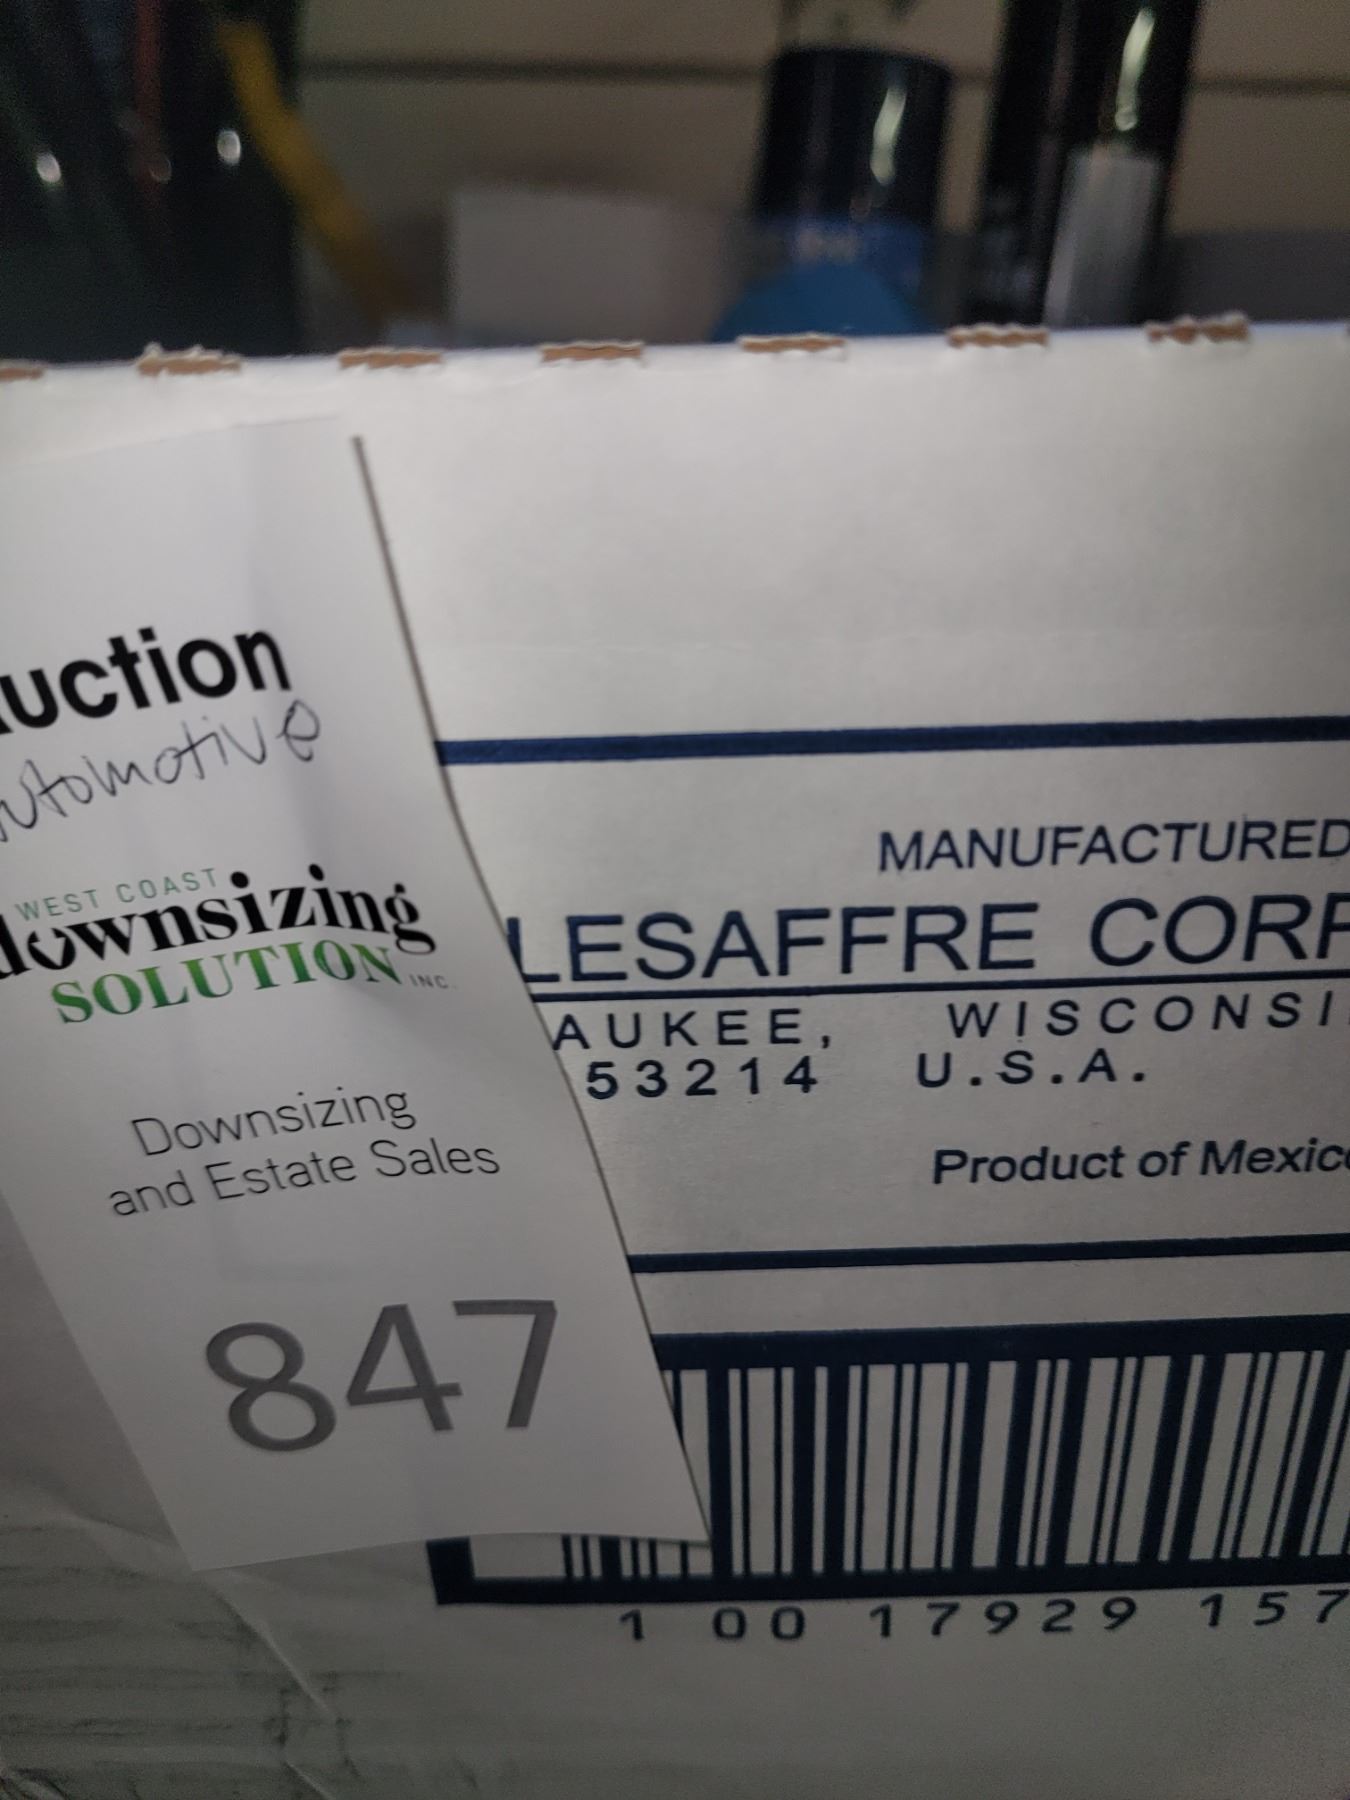 uction
utomotive
WEST COAST
downsizing
SOLUTION INC.
Downsizing
and Estate Sales
847
MANUFACTURED
LESAFFRE CORP
AUKEE, WISCONSI
53214 U.S.A.
Product of Mexico
1 00 17929 157